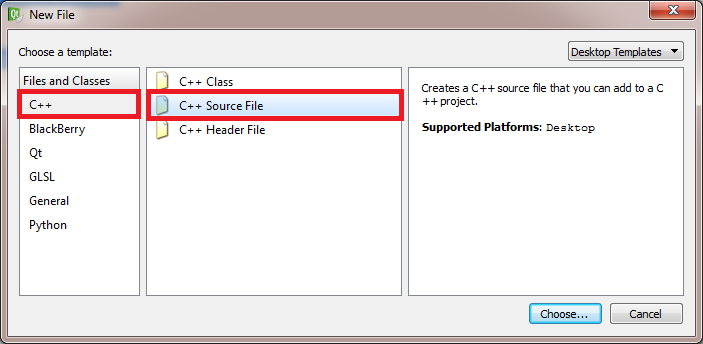 Qt New File
Choose a template:
Desktop Templates
Files and Classes
C++
BlackBerry
Qt
GLSL
General
Python
C++ Class
C++ Source File
C++ Header File
Creates a C++ source file that you can add to a C
++ project.
Supported Platforms: Desktop
Choose...
Cancel